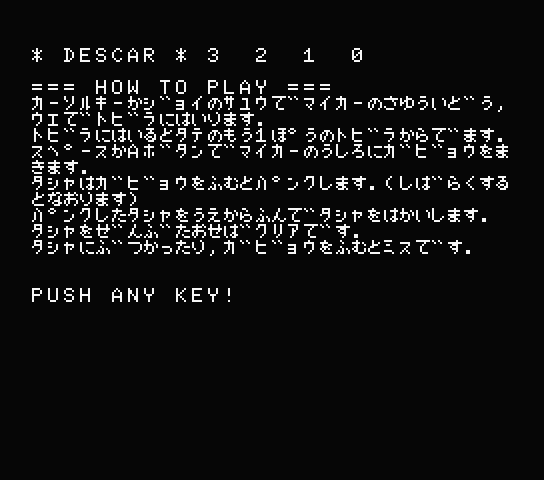 * DESCAR * 3 2 1 0
=== HOW TO PLAY ===
カーソルキーかジョイのサユウでマイカーのさゆういどう,
ウエでトビラにはいります.
トビラにはいるとタテのもう1ぽうのトビラからでます.
スペースかAボタンでマイカーのうしろにガビョウをま
きます.
タシャはガビョウをふむとパンクします.(しばらくする
となおります)
パンクしたタシャをうえからふんでタシャをはかいします.
タシャをぜんぶたおせばクリアです.
タシャにぶつかったり,ガビョウをふむとミスです.
PUSH ANY KEY!